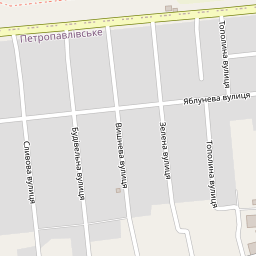 Петропавлівське
Тополина вулиця
Яблунева вулиця
Сливова вулиця
Будівельна вулиця
Вишнева вулиця
Зелена вулиця
Тополина вулиця